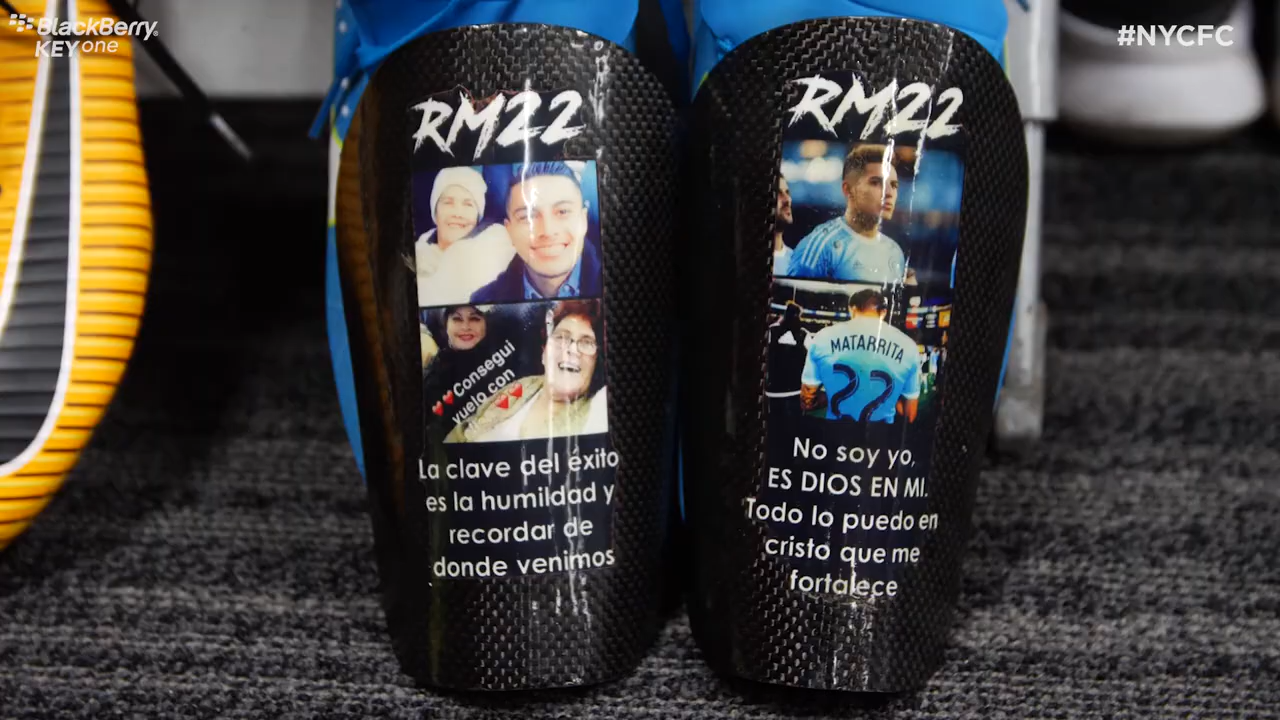 BlackBerry
KEYone
#NYCFC
RM22
Consegui
vuelo con
La clave del éxito
es la humildad y
recordar de
donde venimos
RM22
MATARRITA
22
No soy yo,
ES DIOS EN MI.
Todo lo puedo en
cristo que me
fortalece